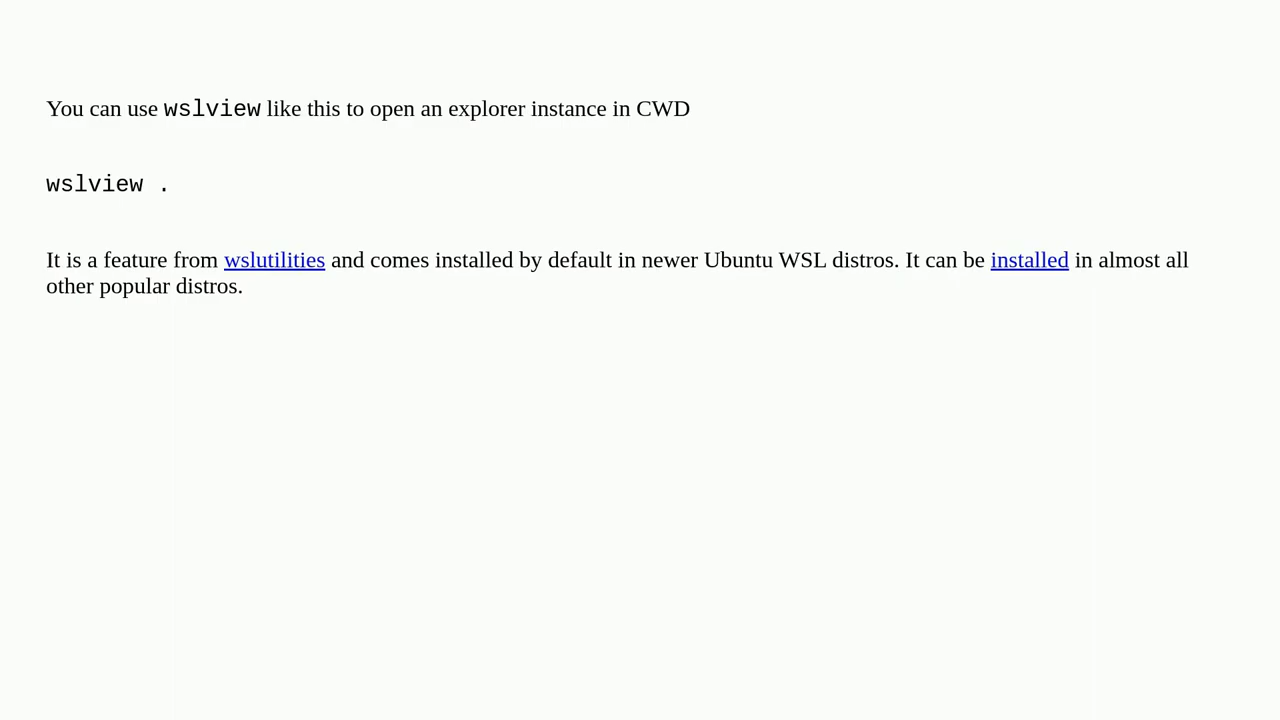 You can use wslview like this to open an explorer instance in CWD
wslview .
It is a feature from wslutilities and comes installed by default in newer Ubuntu WSL distros. It can be installed in almost all
other popular distros.